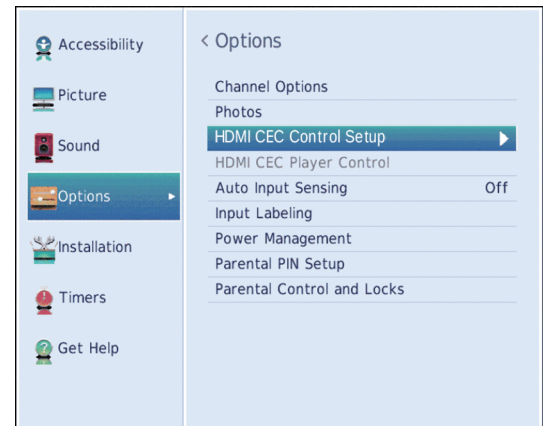 Accessibility
Picture
Sound
Options
Installation
Timers
Get Help
< Options
Channel Options
Photos
HDMI CEC Control Setup
HDMI CEC Player Control
Auto Input Sensing Off
Input Labeling
Power Management
Parental PIN Setup
Parental Control and Locks